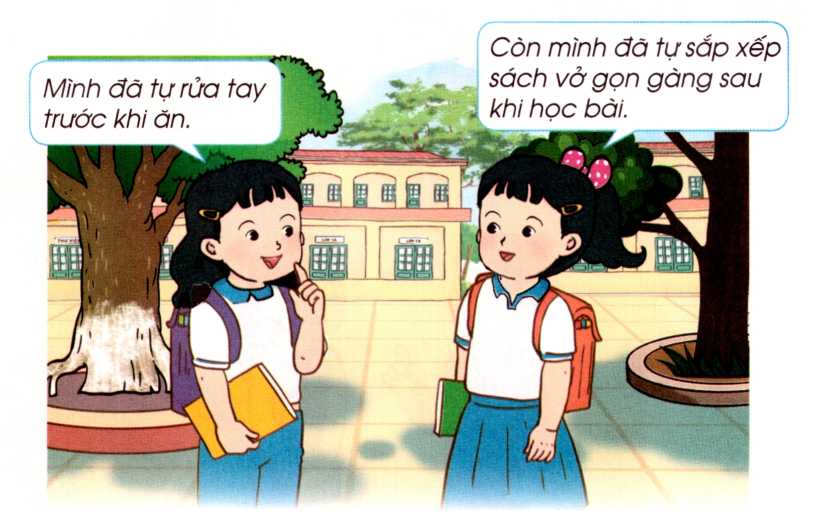 Mình đã tự rửa tay
trước khi ăn.
Còn mình đã tự sắp xếp
sách vở gọn gàng sau
khi học bài.